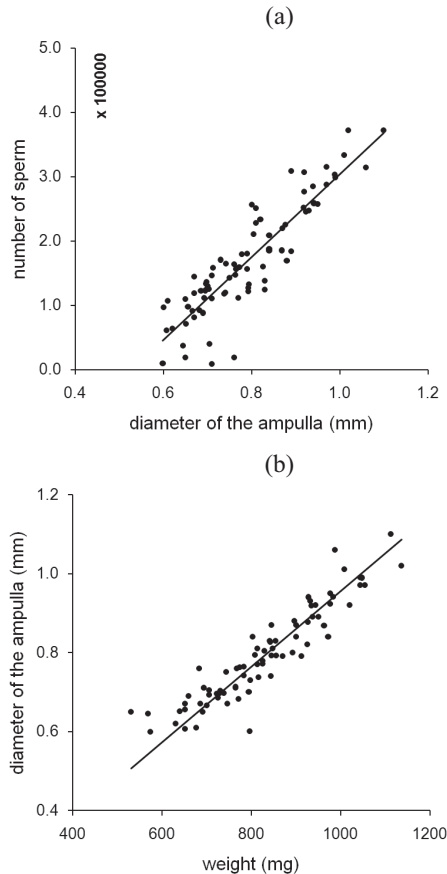 (a)
x 100000
number of sperm
5.0
4.0
3.0
2.0
1.0
0.0
0.4 0.6 0.8 1.0 1.2
diameter of the ampulla (mm)
(b)
diameter of the ampulla (mm)
1.2
1.0
0.8
0.6
0.4
400 600 800 1000 1200
weight (mg)